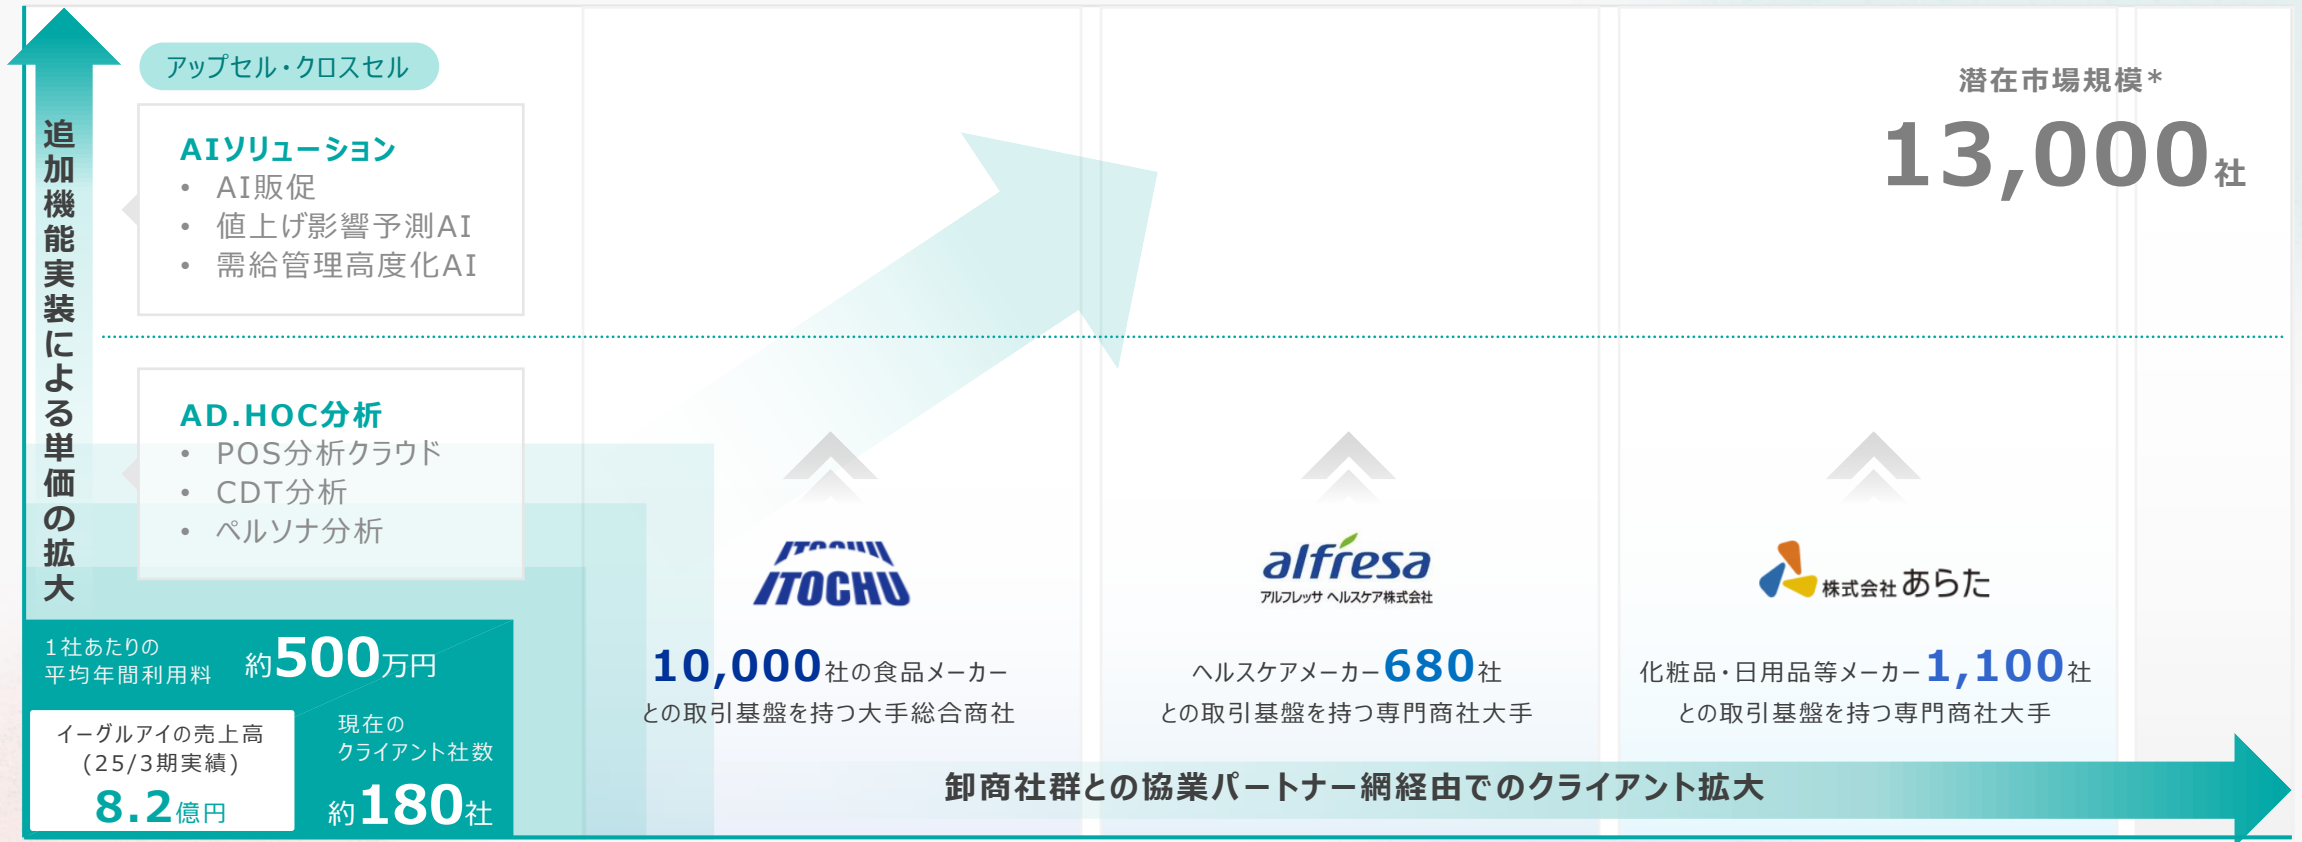 追加機能実装による単価の拡大
アップセル・クロスセル
AIソリューション
• AI販促
• 値上げ影響予測AI
• 需給管理高度化AI
潜在市場規模*
13,000社
AD.HOC分析
• POS分析クラウド
• CDT分析
• ペルソナ分析
1社あたりの
平均年間利用料
約500万円
イーグルアイの売上高
(25/3期実績)
8.2億円
現在の
クライアント社数
約180社
ITOCHU
ITOCHU
10,000社の食品メーカー
との取引基盤を持つ大手総合商社
alfresa
アルフレッサ ヘルスケア株式会社
ヘルスケアメーカー680社
との取引基盤を持つ専門商社大手
株式会社あらた
化粧品・日用品等メーカー1,100社
との取引基盤を持つ専門商社大手
卸商社群との協業パートナー網経由でのクライアント拡大